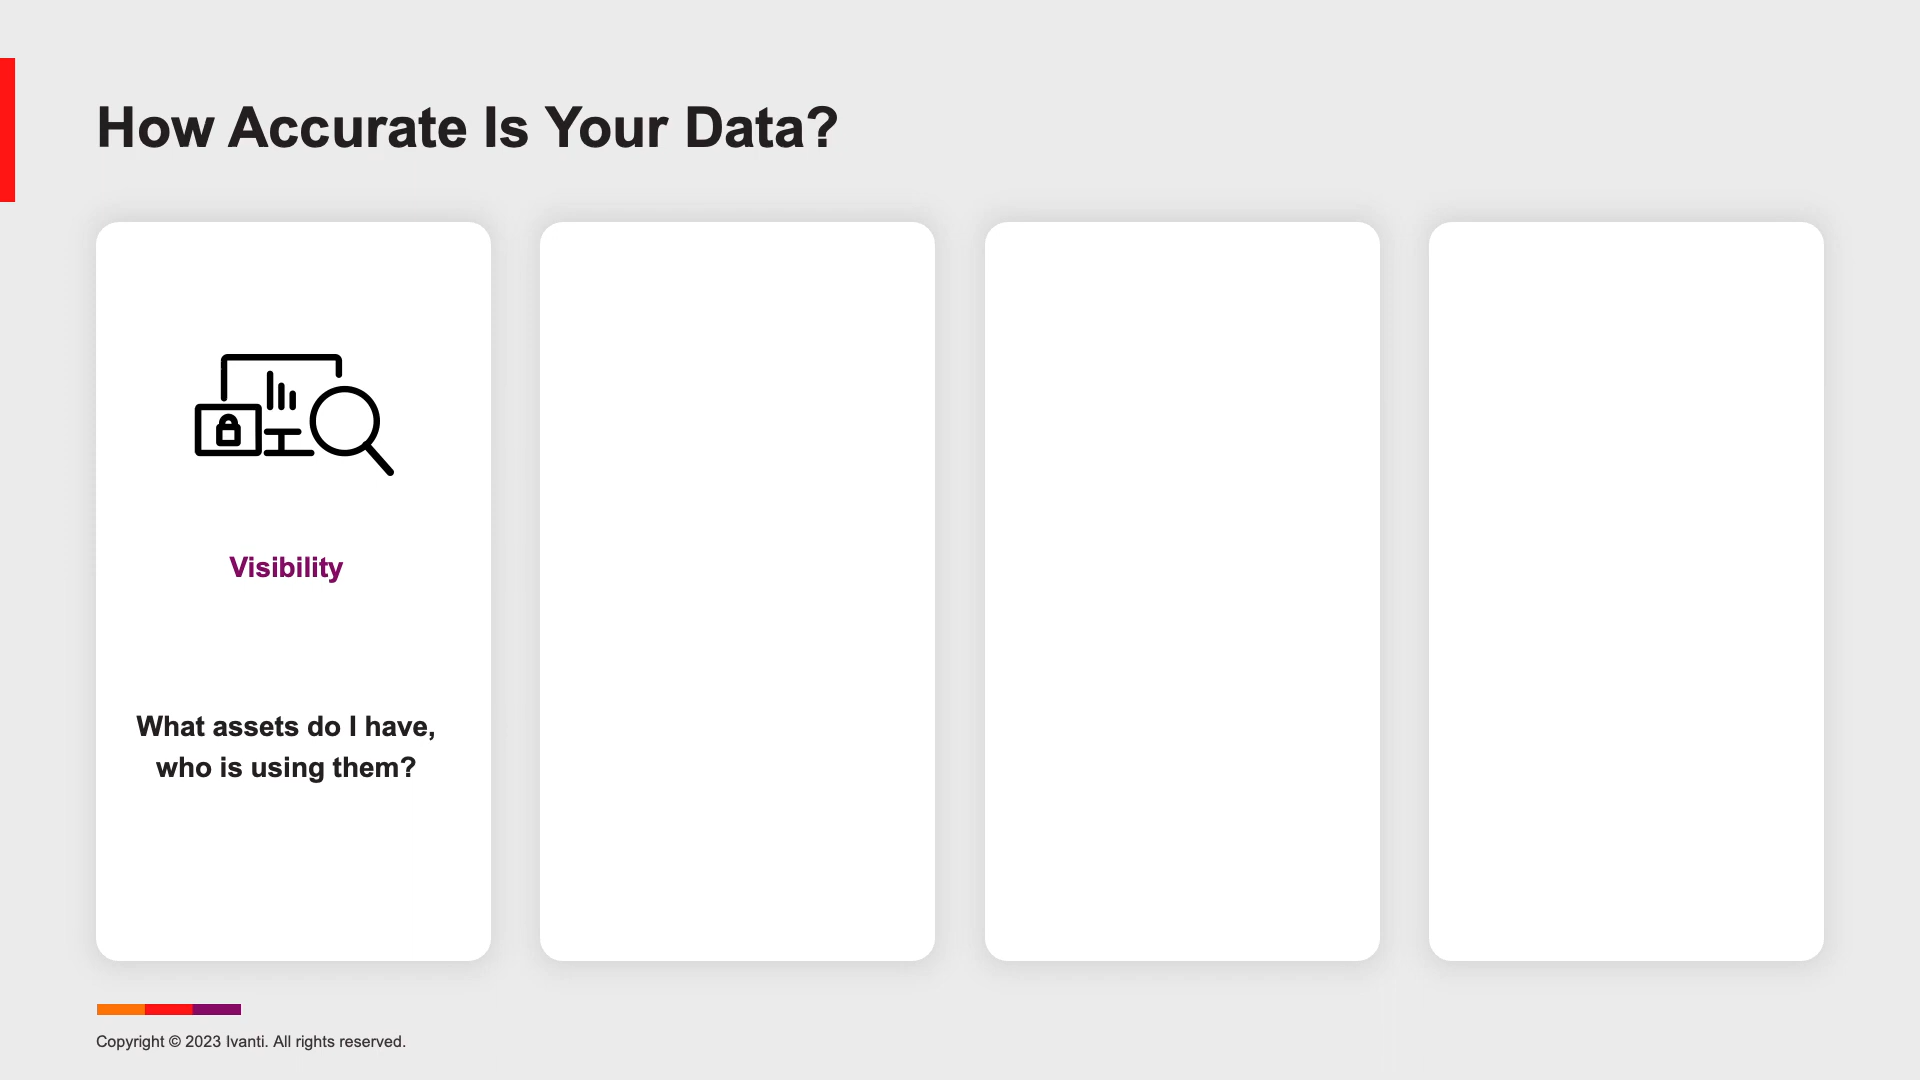 How Accurate Is Your Data?
Visibility
What assets do I have,
who is using them?
Copyright © 2023 Ivanti. All rights reserved.